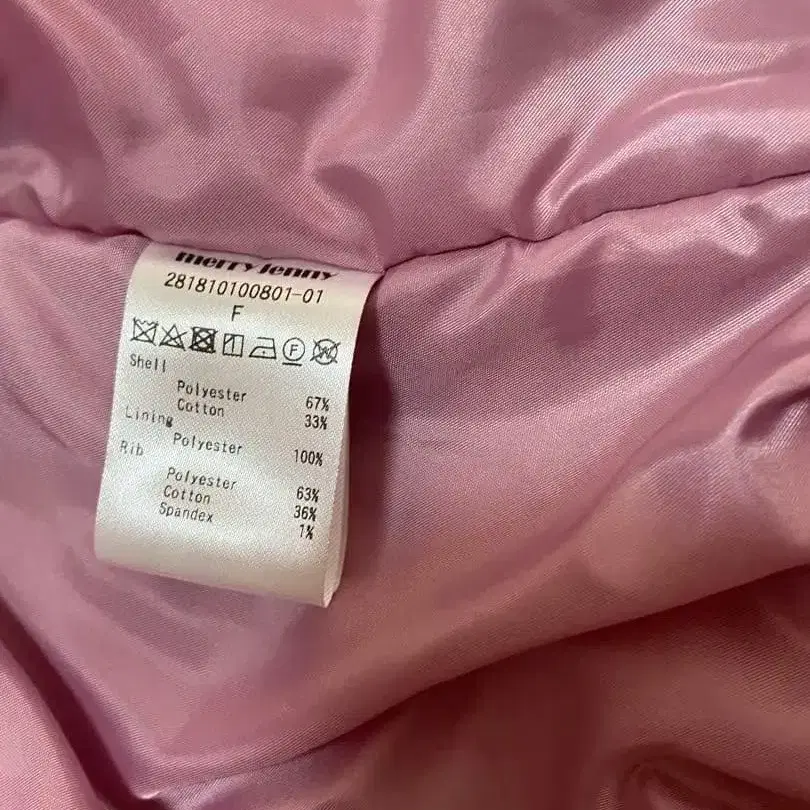 merry jenny
281810100801-01
F
Shell
Polyester 67%
Cotton 33%
Lining
Polyester 100%
Rib
Polyester 63%
Cotton 36%
Spandex 1%